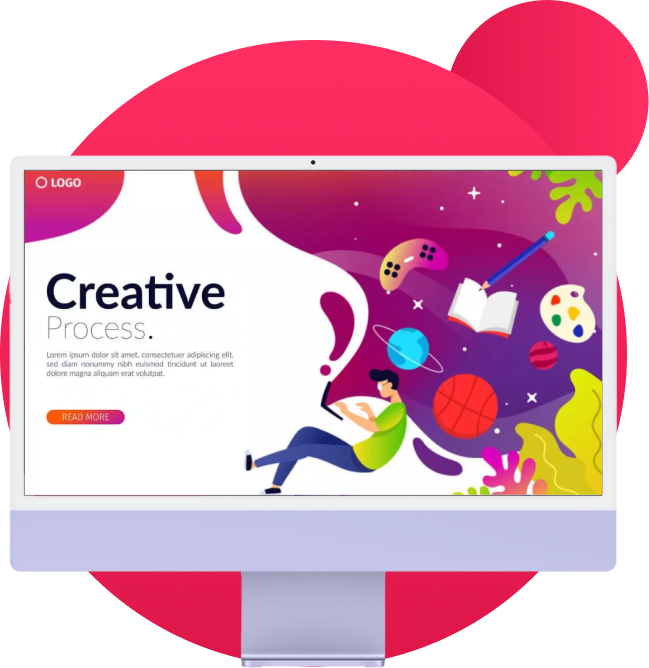 LOGO
Creative
Process.
Lorem ipsum dolor sit amet, consectetuer adipiscing elit,
sed diam nonummy nibh euismod tincidunt ut laoreet
dolore magna aliquam erat volutpat.
READ MORE